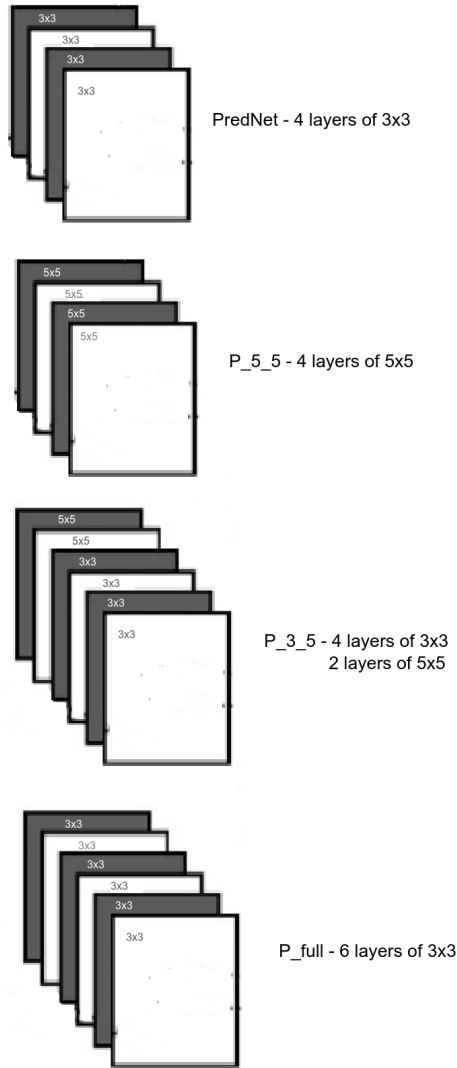 3x3
3x3
3x3
3x3
PredNet - 4 layers of 3x3
5x5
5x5
5x5
5x5
P_5_5 - 4 layers of 5x5
5x5
5x5
3x3
3x3
3x3
3x3
P_3_5 - 4 layers of 3x3
2 layers of 5x5
3x3
3x3
3x3
3x3
3x3
3x3
P_full - 6 layers of 3x3